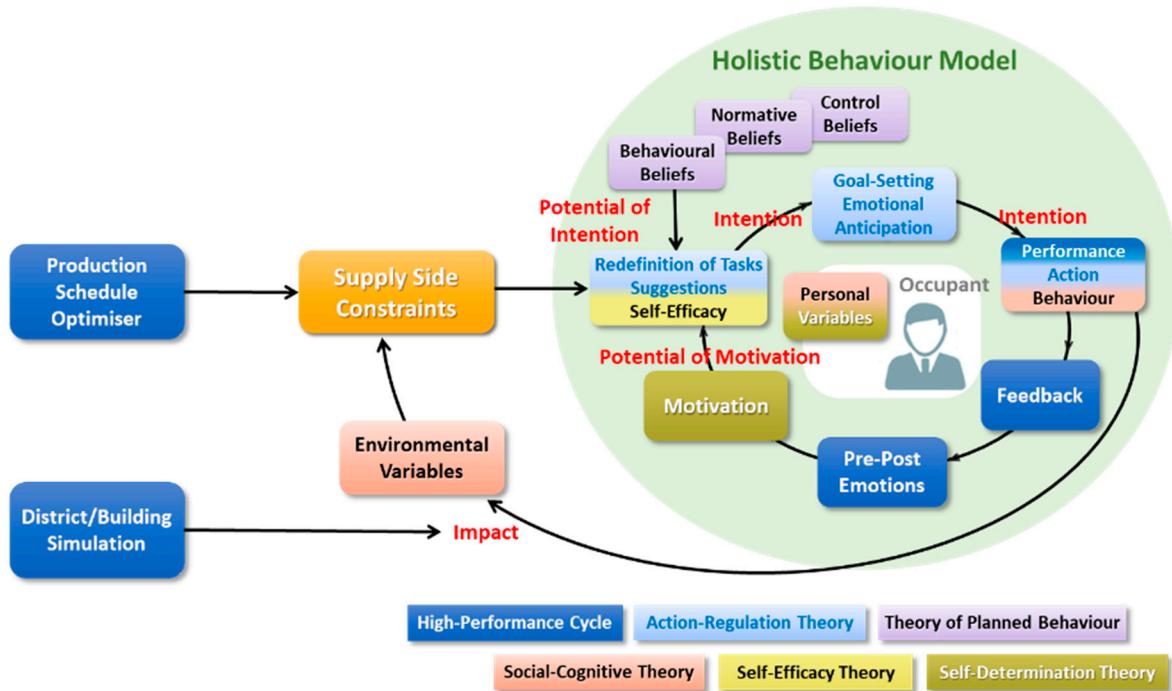 Holistic Behaviour Model
Control
Beliefs
Normative
Beliefs
Behavioural
Beliefs
Goal-Setting
Emotional
Anticipation
Potential of
Intention
Intention
Intention
Production
Schedule
Optimiser
Supply Side
Constraints
Redefinition of Tasks
Suggestions
Self-Efficacy
Performance
Action
Behaviour
Personal
Variables
Occupant
Potential of Motivation
Motivation
Feedback
Environmental
Variables
Pre-Post
Emotions
District/Building
Simulation
Impact
High-Performance Cycle
Action-Regulation Theory
Theory of Planned Behaviour
Social-Cognitive Theory
Self-Efficacy Theory
Self-Determination Theory